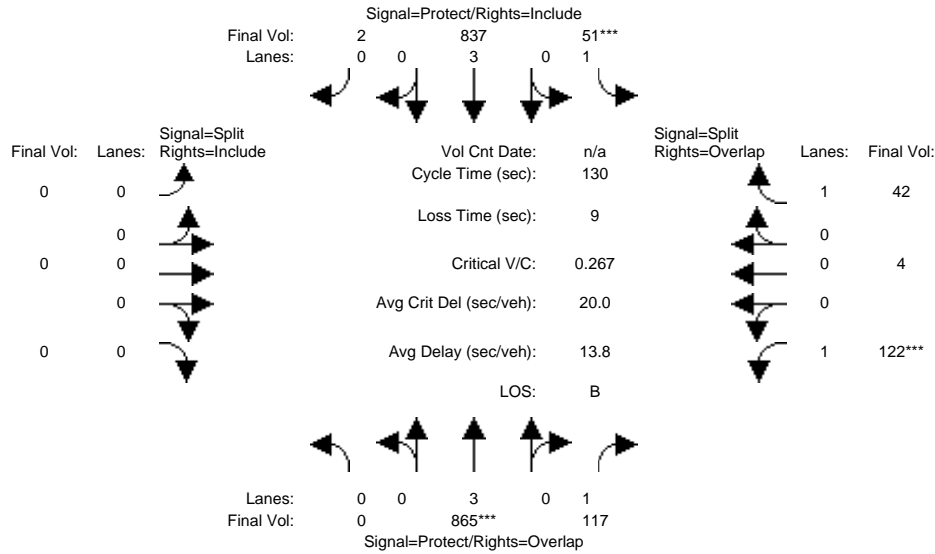 Signal=Protect/Rights=Include
Final Vol: 2 837 51***
Lanes: 0 0 3 0 1
Signal=Split
Final Vol: Lanes: Rights=Include
Vol Cnt Date: n/a
Signal=Split
Rights=Overlap Lanes: Final Vol:
Cycle Time (sec): 130
0 0
1 42
Loss Time (sec): 9
0
0
0 0
Critical V/C: 0.267
0 4
0
Avg Crit Del (sec/veh): 20.0
0
0 0
Avg Delay (sec/veh): 13.8
1 122***
LOS: B
Lanes: 0 0 3 0 1
Final Vol: 0 865*** 117
Signal=Protect/Rights=Overlap